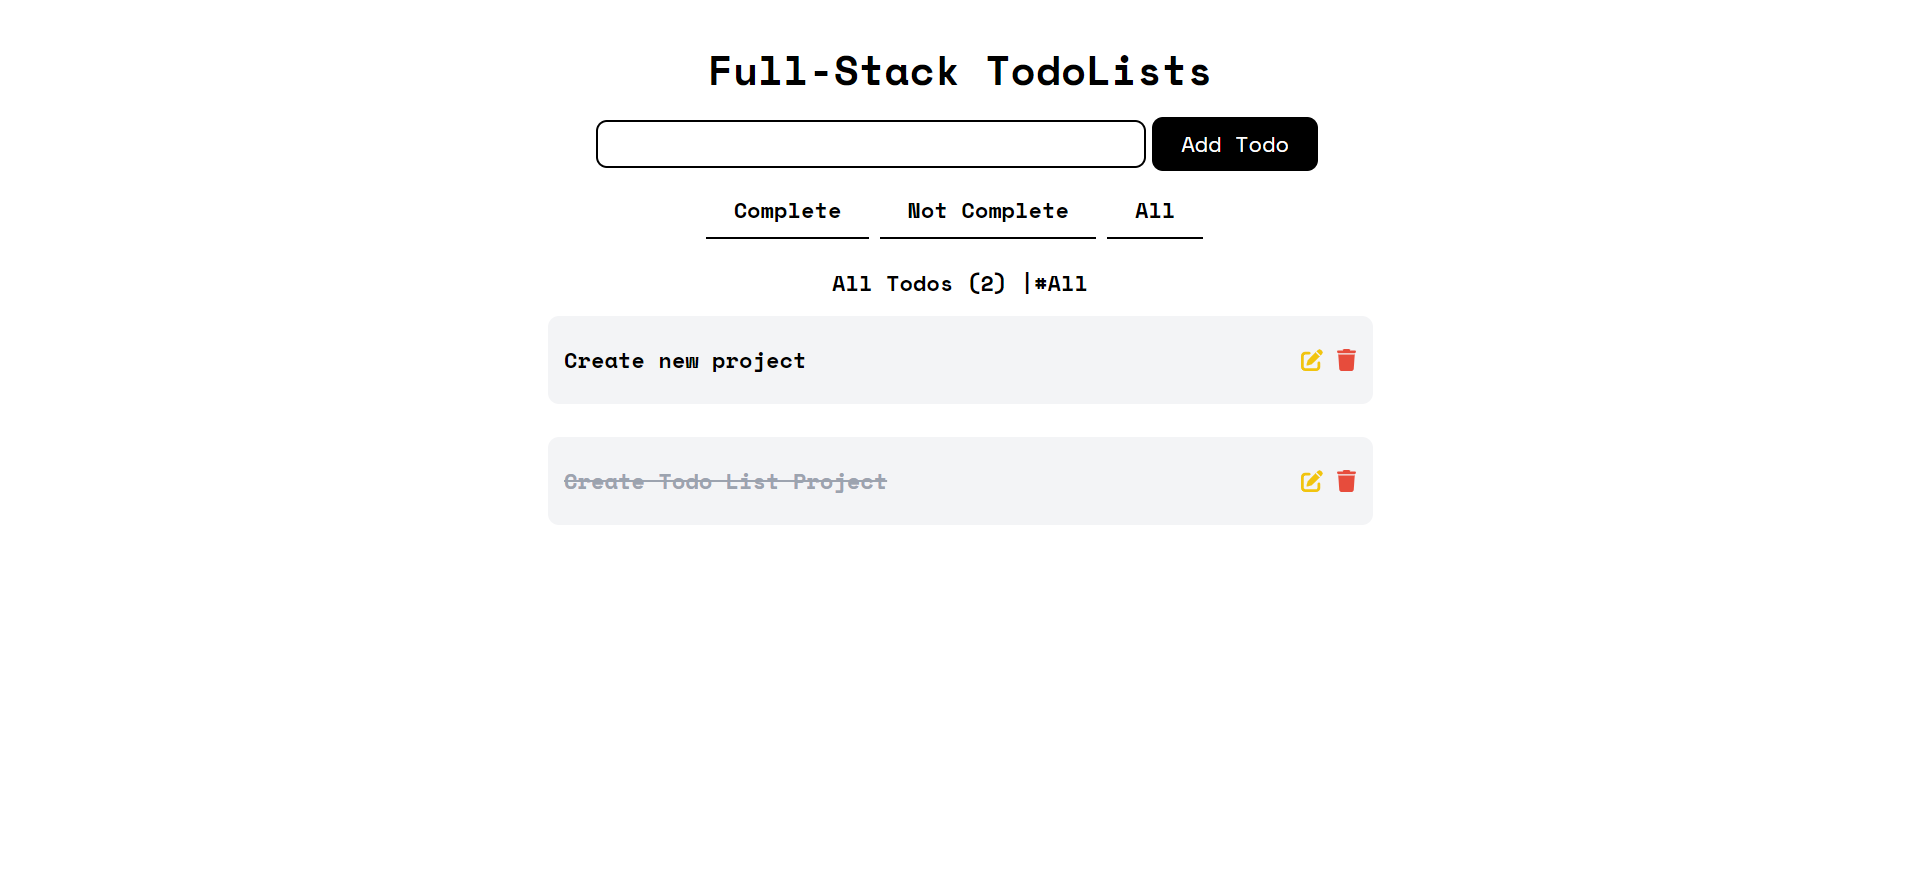 Full-Stack TodoLists
Add Todo
Complete Not Complete All
All Todos (2) |#All
Create new project
Create Todo List Project